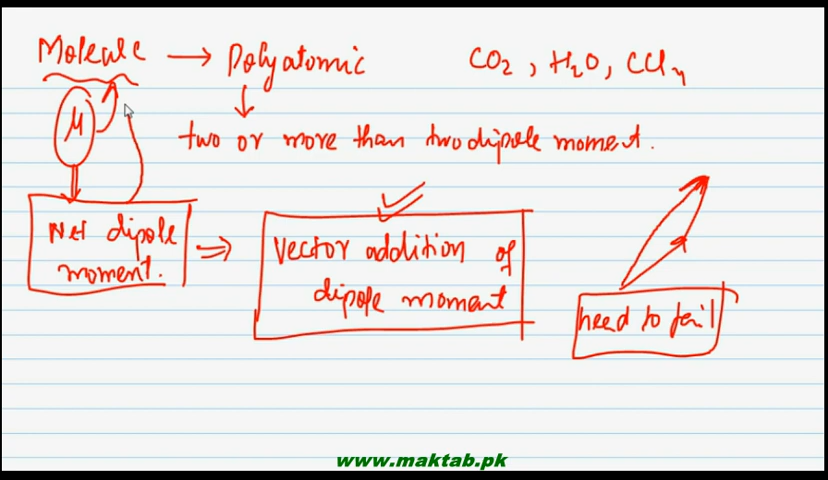 Molecule → Polyatomic CO2, H2O, CCl4
μ
two or more than two dipole moment.
Net dipole moment. ⇒ Vector addition of dipole moment
head to tail
www.maktab.pk